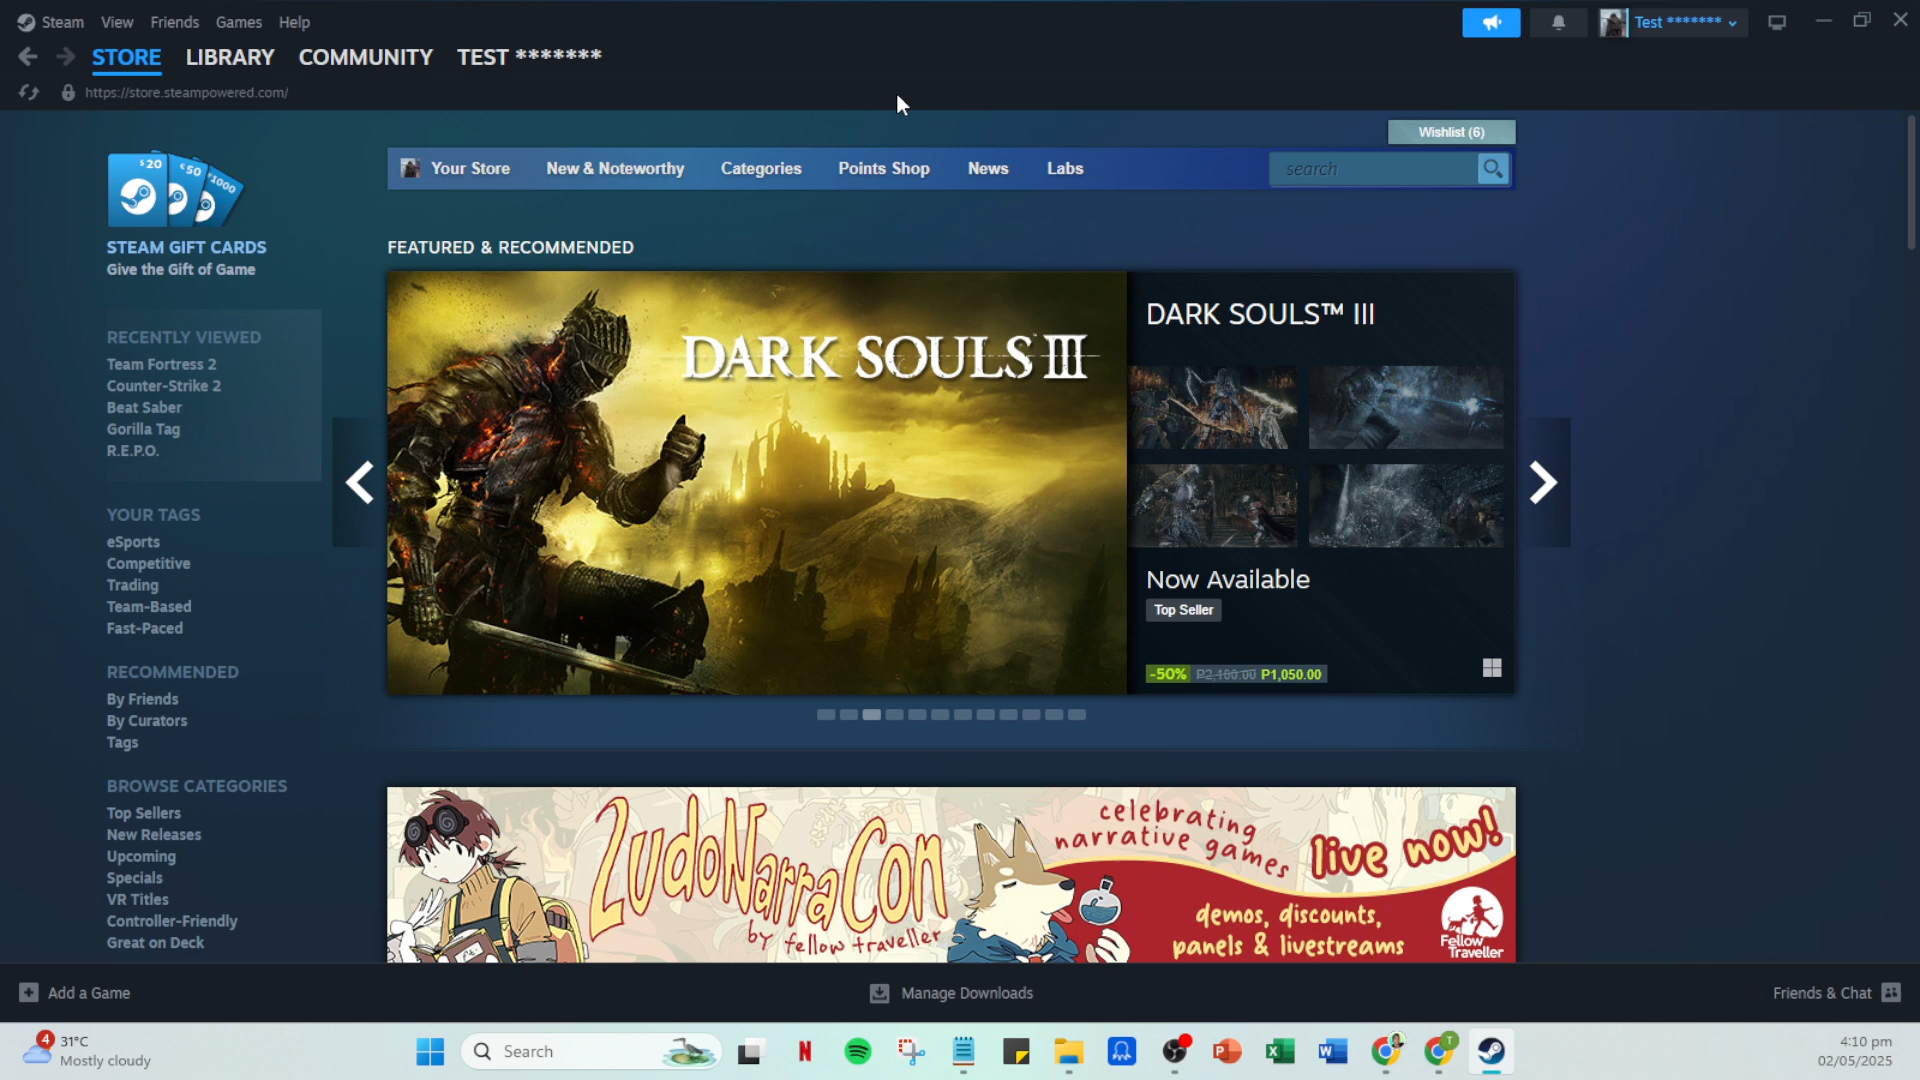 Steam View Friends Games Help
Test *******
STORE LIBRARY COMMUNITY TEST *******
https://store.steampowered.com/
Wishlist (6)
$20 €50 ₹1000
Your Store New & Noteworthy Categories Points Shop News Labs
search
STEAM GIFT CARDS
Give the Gift of Game
FEATURED & RECOMMENDED
RECENTLY VIEWED
Team Fortress 2
Counter-Strike 2
Beat Saber
Gorilla Tag
R.E.P.O.
DARK SOULS III
DARK SOULS™ III
Now Available
Top Seller
-50% P2,100.00 P1,050.00
YOUR TAGS
eSports
Competitive
Trading
Team-Based
Fast-Paced
RECOMMENDED
By Friends
By Curators
Tags
BROWSE CATEGORIES
Top Sellers
New Releases
Upcoming
Specials
VR Titles
Controller-Friendly
Great on Deck
LudoNarraCon
by fellow traveller
celebrating
narrative games
live now!
demos, discounts,
panels & livestreams
Fellow
Traveller
Add a Game
Manage Downloads
Friends & Chat
4
31°C
Mostly cloudy
Search
4:10 pm
02/05/2025